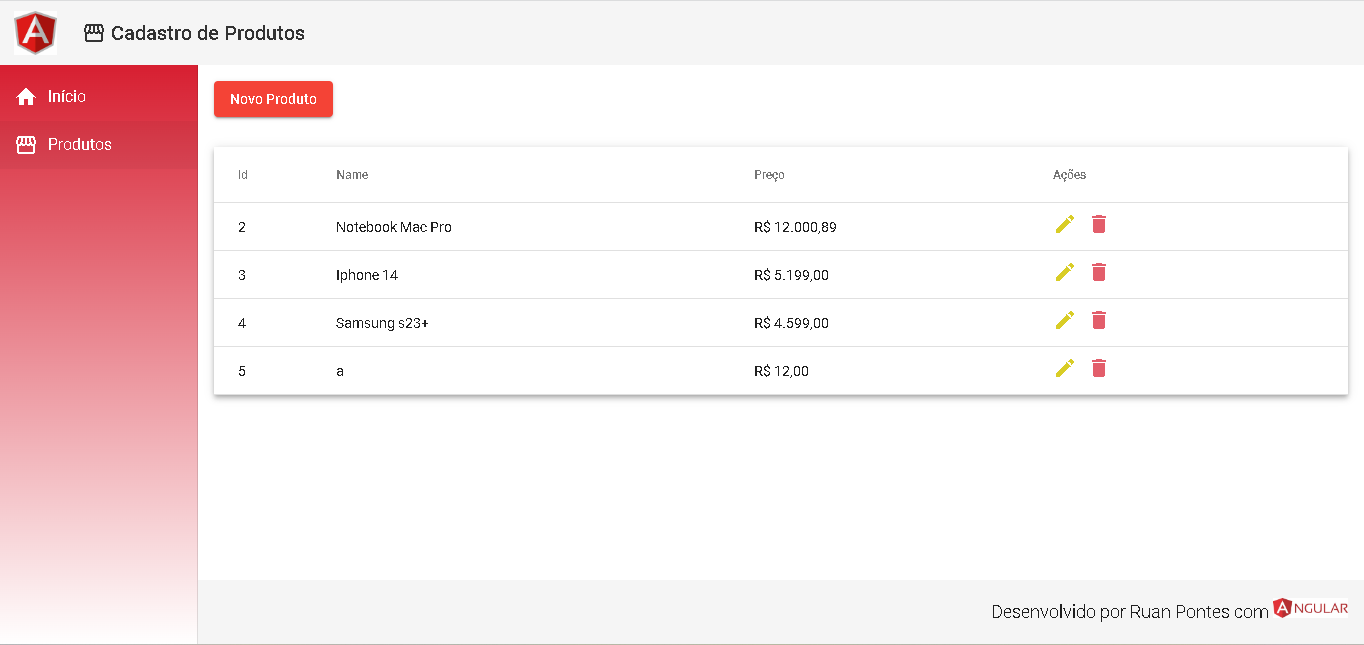 Cadastro de Produtos
Início
Produtos
Novo Produto
Id Name Preço Ações
2 Notebook Mac Pro R$ 12.000,89
3 Iphone 14 R$ 5.199,00
4 Samsung s23+ R$ 4.599,00
5 a R$ 12,00
Desenvolvido por Ruan Pontes com ANGULAR